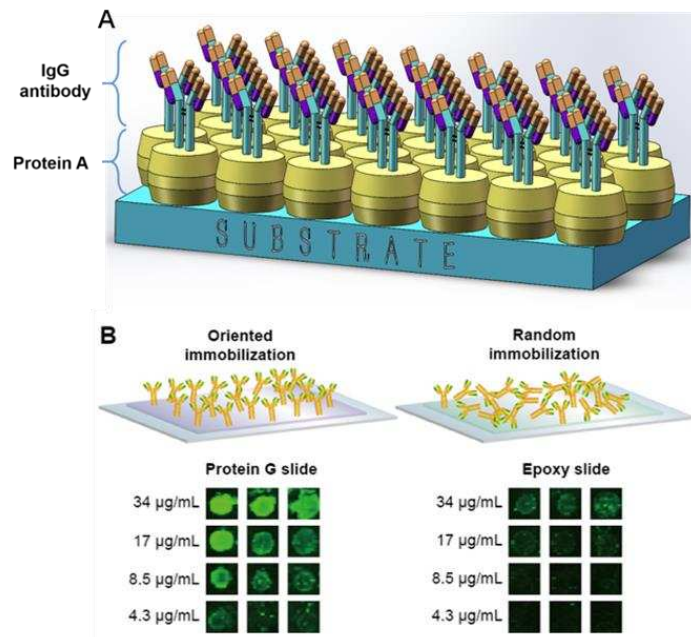 A
IgG
antibody
Protein A
SUBSTRATE
B
Oriented
immobilization
Random
immobilization
Protein G slide
Epoxy slide
34 µg/mL
34 µg/mL
17 µg/mL
17 µg/mL
8.5 µg/mL
8.5 µg/mL
4.3 µg/mL
4.3 µg/mL